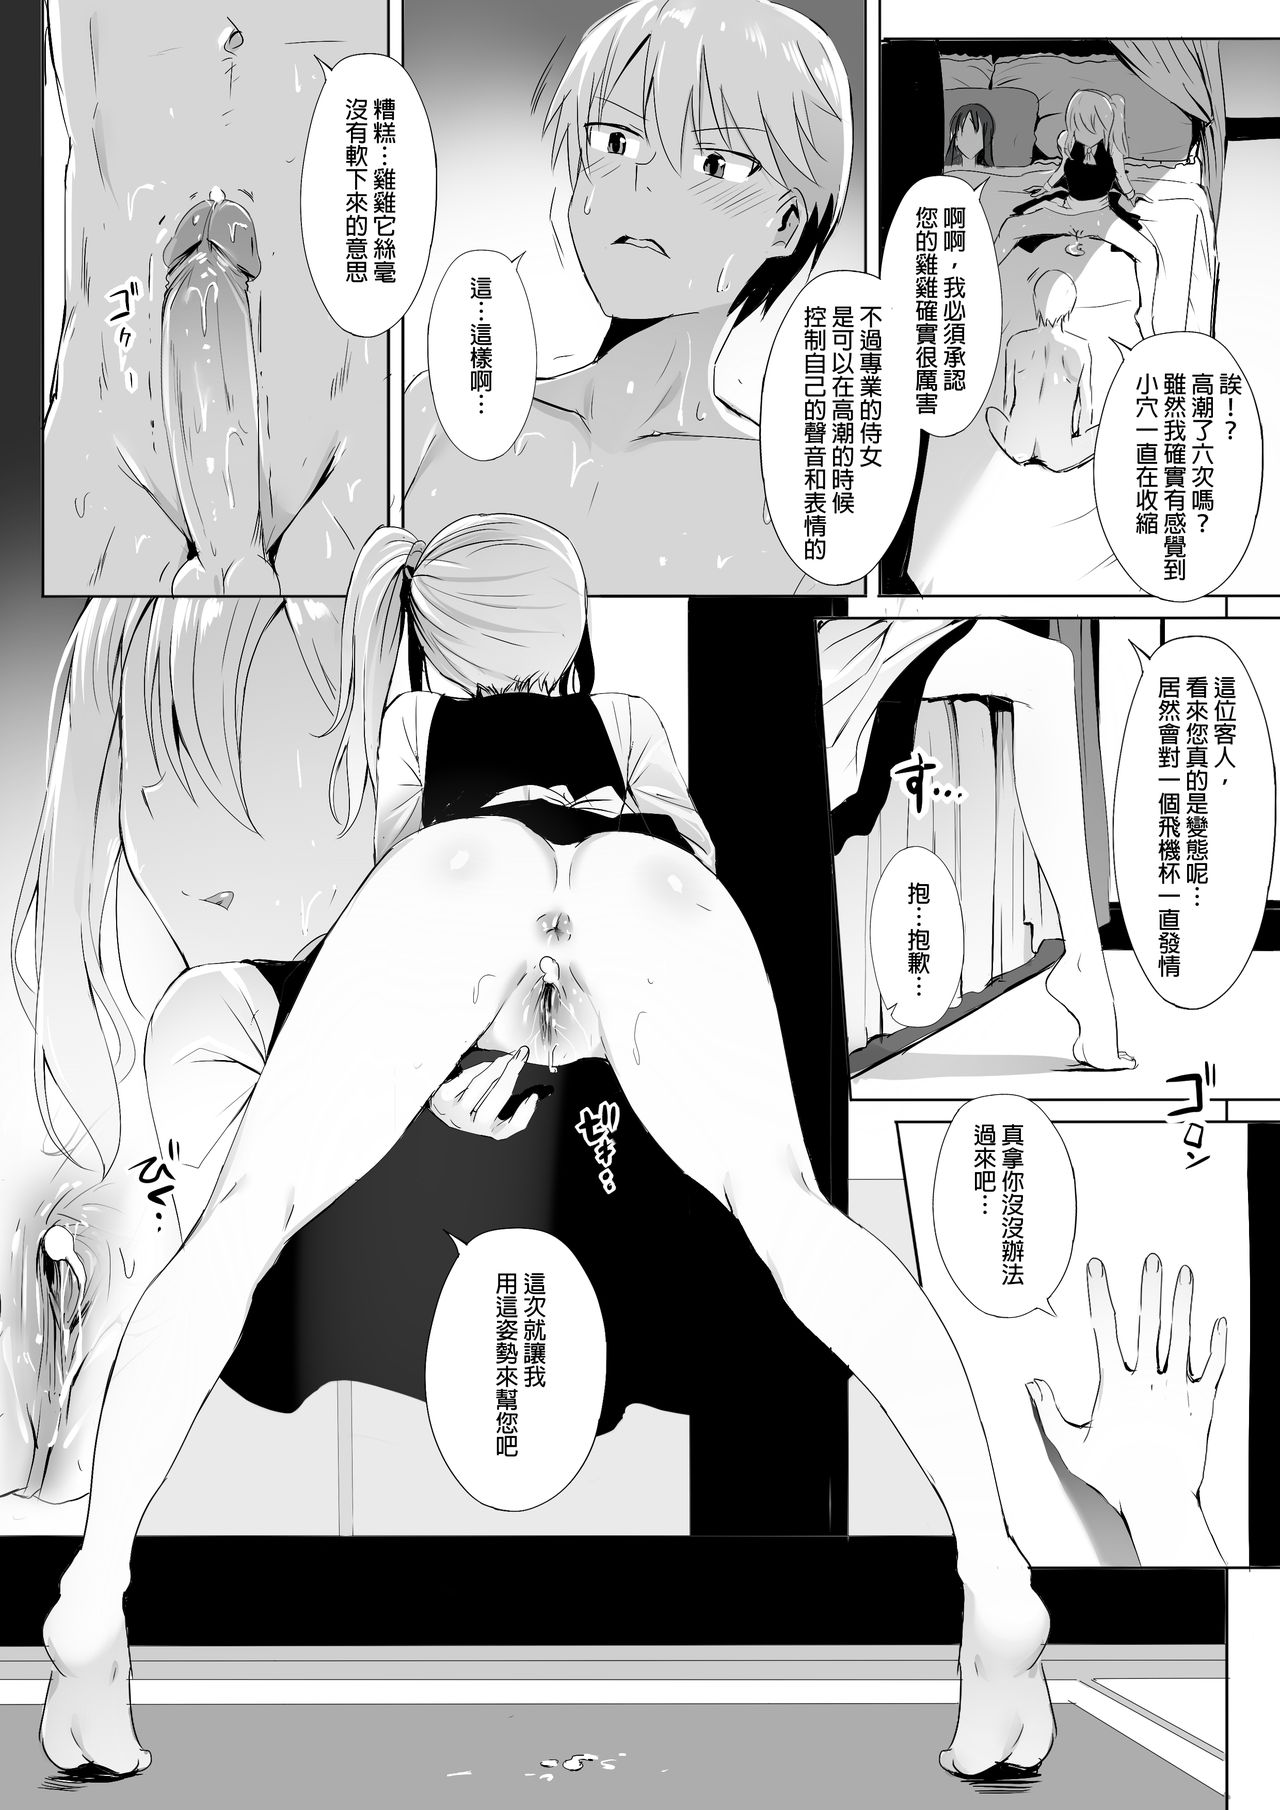 誒！？
高潮了六次嗎？
雖然我確實有感覺到
小穴一直在收縮
啊啊，我必須承認
您的雞雞確實很厲害
不過專業的侍女
是可以在高潮的時候
控制自己的聲音和表情的
這…這樣啊…
糟糕…雞雞它絲毫
沒有軟下來的意思
ゴクッ…
這位客人，
看來您真的是變態呢…
居然會對一個飛機杯一直發情
す…
抱…抱歉…
ゴロン
真拿你沒沒辦法
過來吧…
這次就讓我
用這姿勢來幫您吧
ビク…